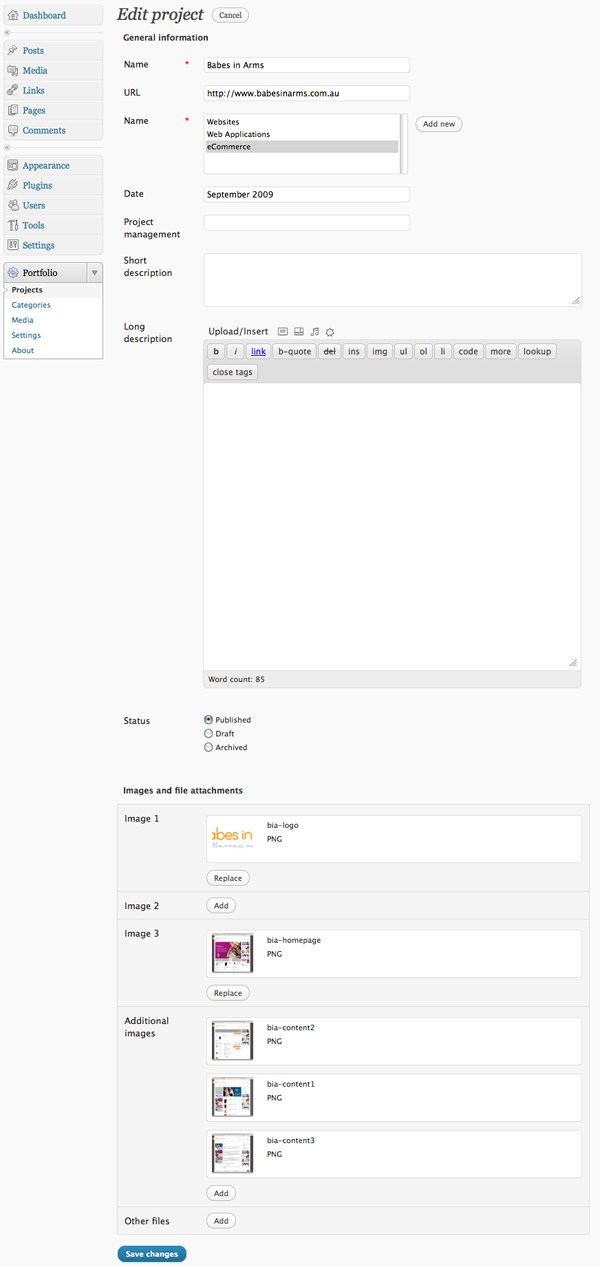 Dashboard
Posts
Media
Links
Pages
Comments
Appearance
Plugins
Users
Tools
Settings
Portfolio
Projects
Categories
Media
Settings
About
Edit project Cancel
General information
Name * Babes in Arms
URL http://www.babesinarms.com.au
Name * Websites
Web Applications
eCommerce
Add new
Date September 2009
Project
management
Short
description
Long
description
Upload/Insert
b i link b-quote del ins img ul ol li code more lookup
close tags
Word count: 85
Status
Published
Draft
Archived
Images and file attachments
Image 1
abes in
bia-logo
PNG
Replace
Image 2 Add
Image 3
bia-homepage
PNG
Replace
Additional
images
bia-content2
PNG
bia-content1
PNG
bia-content3
PNG
Add
Other files Add
Save changes